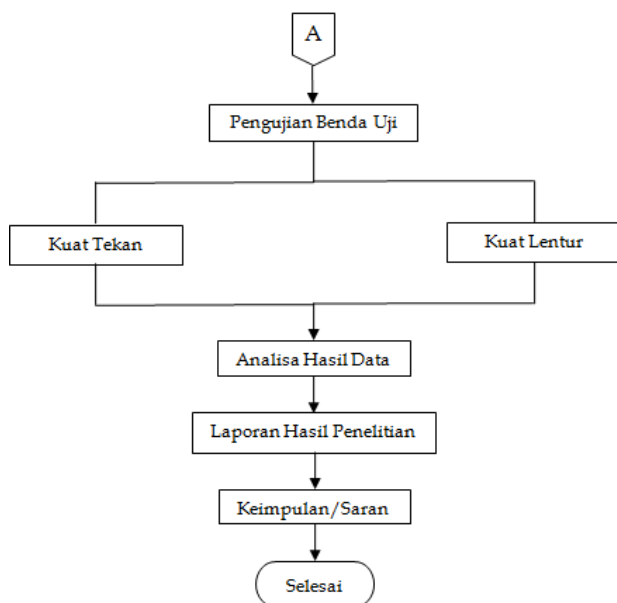 A
Pengujian Benda Uji
Kuat Tekan
Kuat Lentur
Analisa Hasil Data
Laporan Hasil Penelitian
Keimpulan/Saran
Selesai